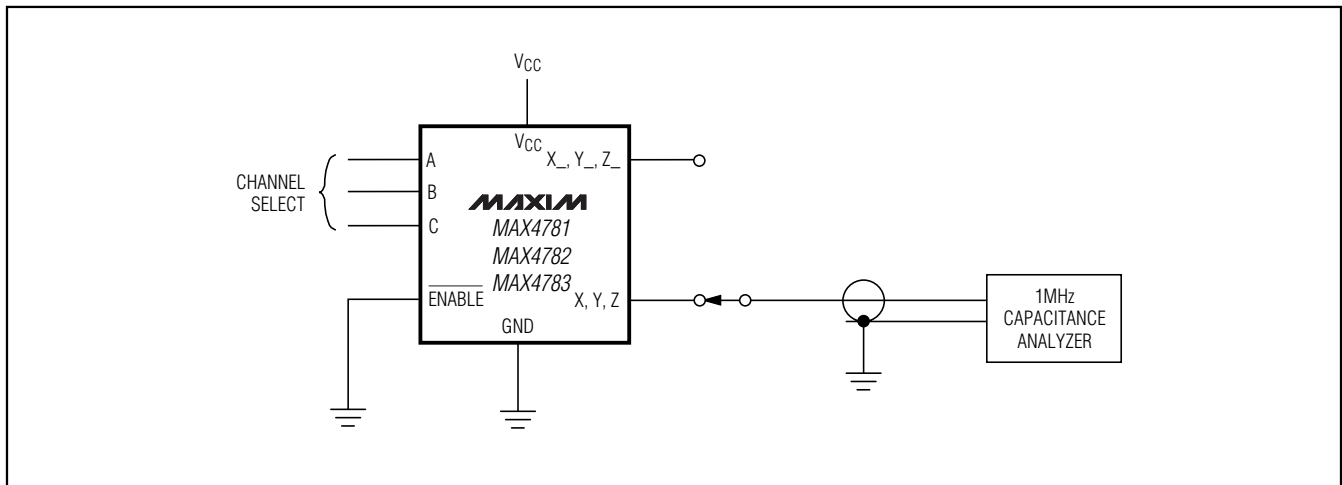 VCC
VCC
X_, Y_, Z_
A
CHANNEL
SELECT
B
C
MAXIM
MAX4781
MAX4782
MAX4783
ENABLE
X, Y, Z
GND
1MHz
CAPACITANCE
ANALYZER